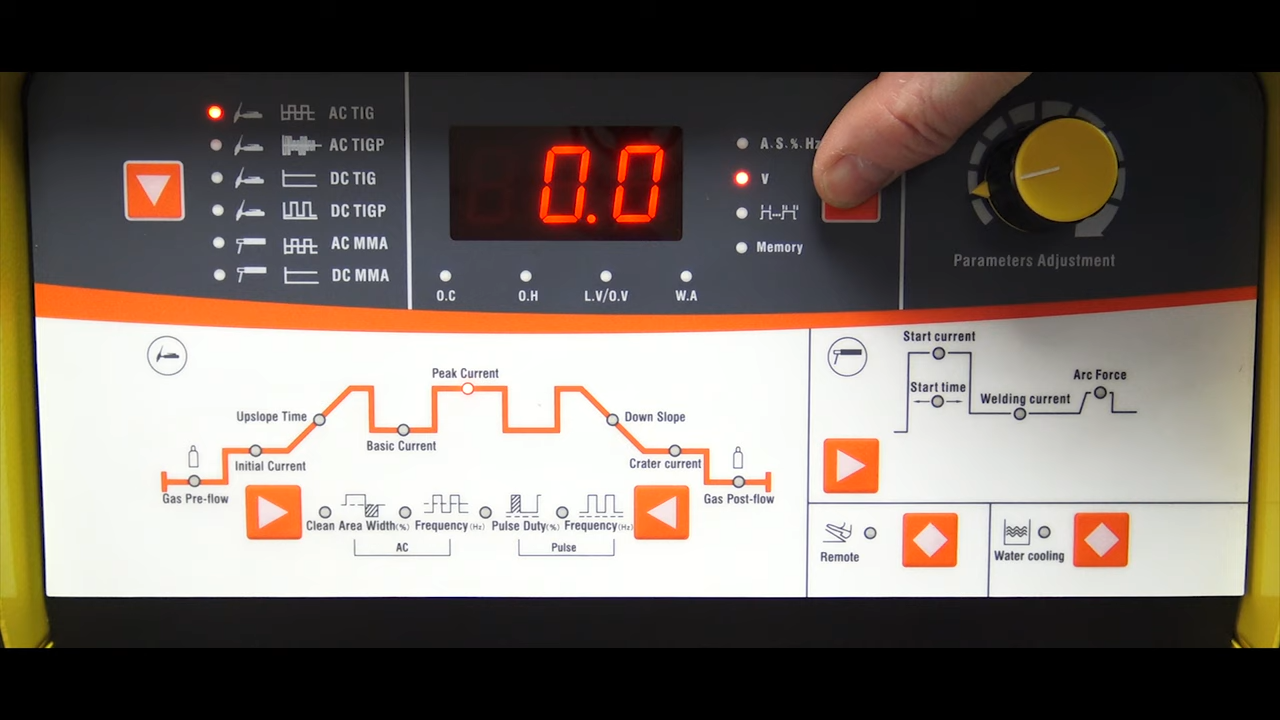 AC TIG
AC TIGP
DC TIG
DC TIGP
AC MMA
DC MMA
0.0
A.S.%.Hz
V
Memory
O.C
O.H
L.V/O.V
W.A
Parameters Adjustment
Peak Current
Upslope Time
Down Slope
Basic Current
Initial Current
Crater current
Gas Pre-flow
Gas Post-flow
Clean Area Width(%)
Frequency(Hz)
Pulse Duty(%)
Frequency(Hz)
AC
Pulse
Start current
Start time
Welding current
Arc Force
Remote
Water cooling